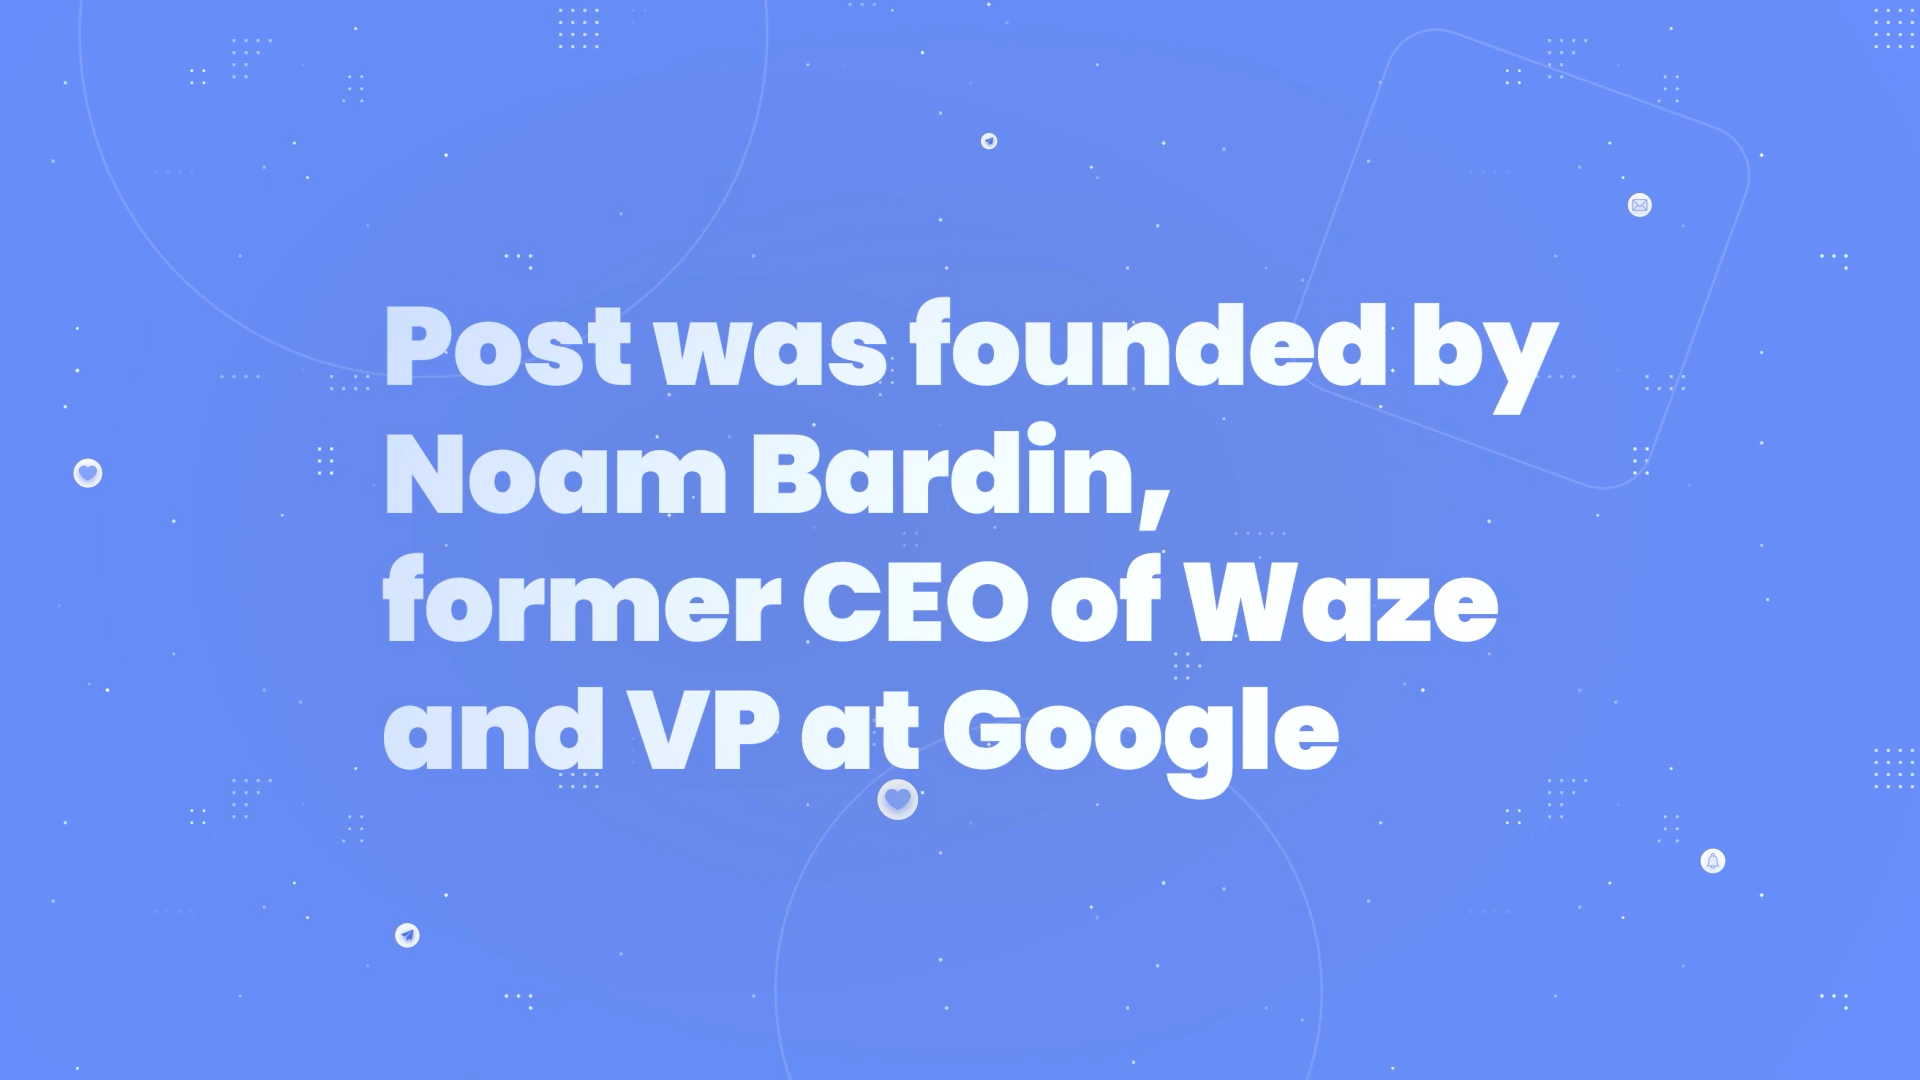 Post was founded by
Noam Bardin,
former CEO of Waze
and VP at Google